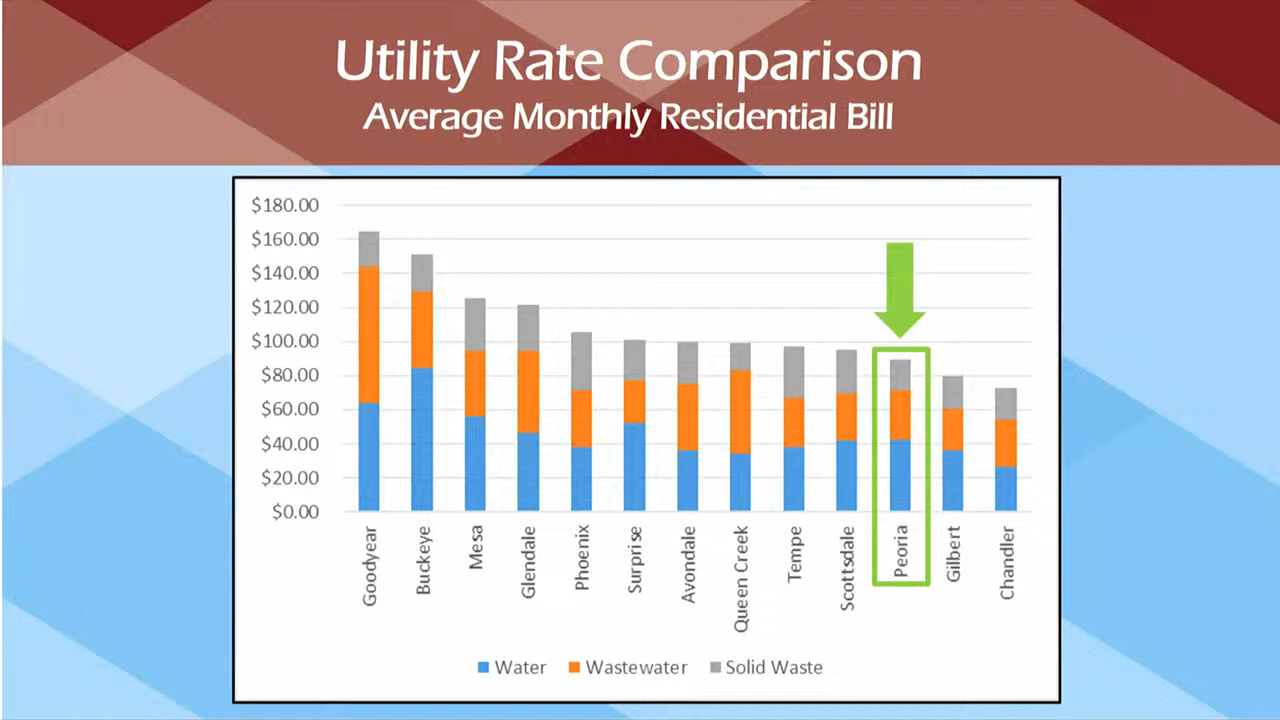 Utility Rate Comparison
Average Monthly Residential Bill
$180.00
$160.00
$140.00
$120.00
$100.00
$80.00
$60.00
$40.00
$20.00
$0.00
Goodyear
Buckeye
Mesa
Glendale
Phoenix
Surprise
Avondale
Queen Creek
Tempe
Scottsdale
Peoria
Gilbert
Chandler
Water Wastewater Solid Waste